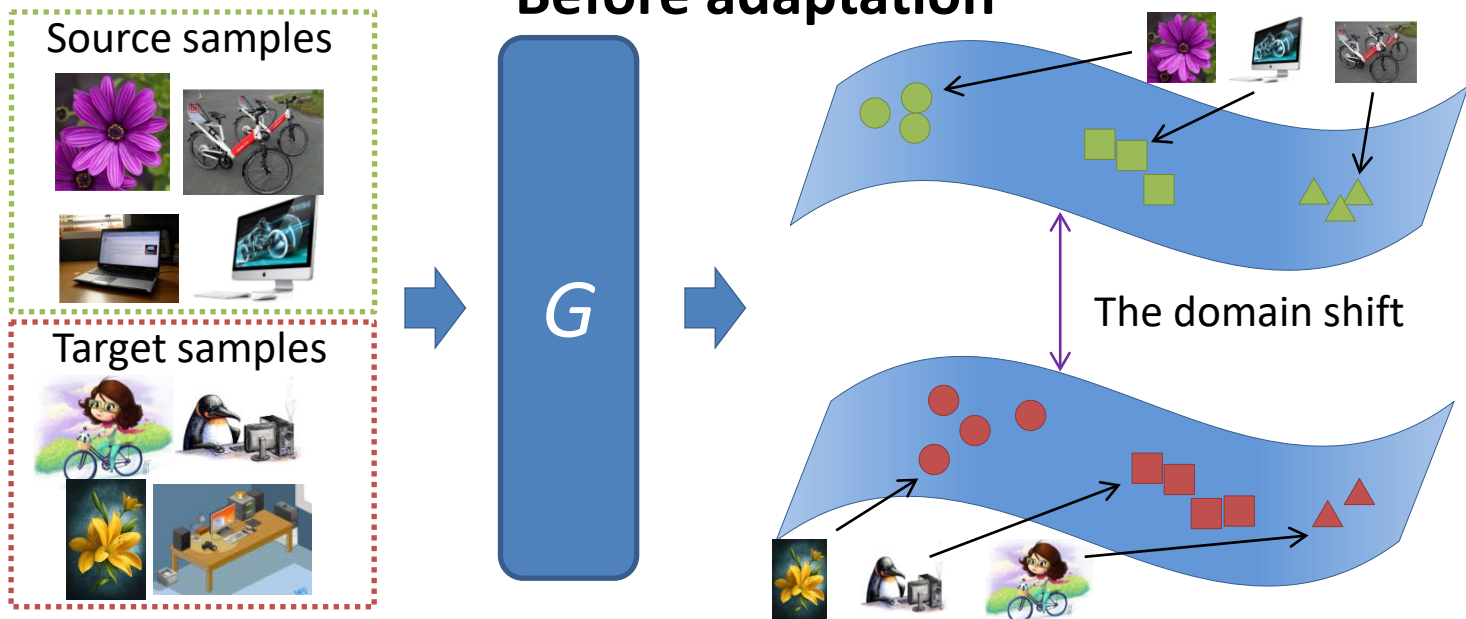 Before adaptation
Source samples
Target samples
G
The domain shift